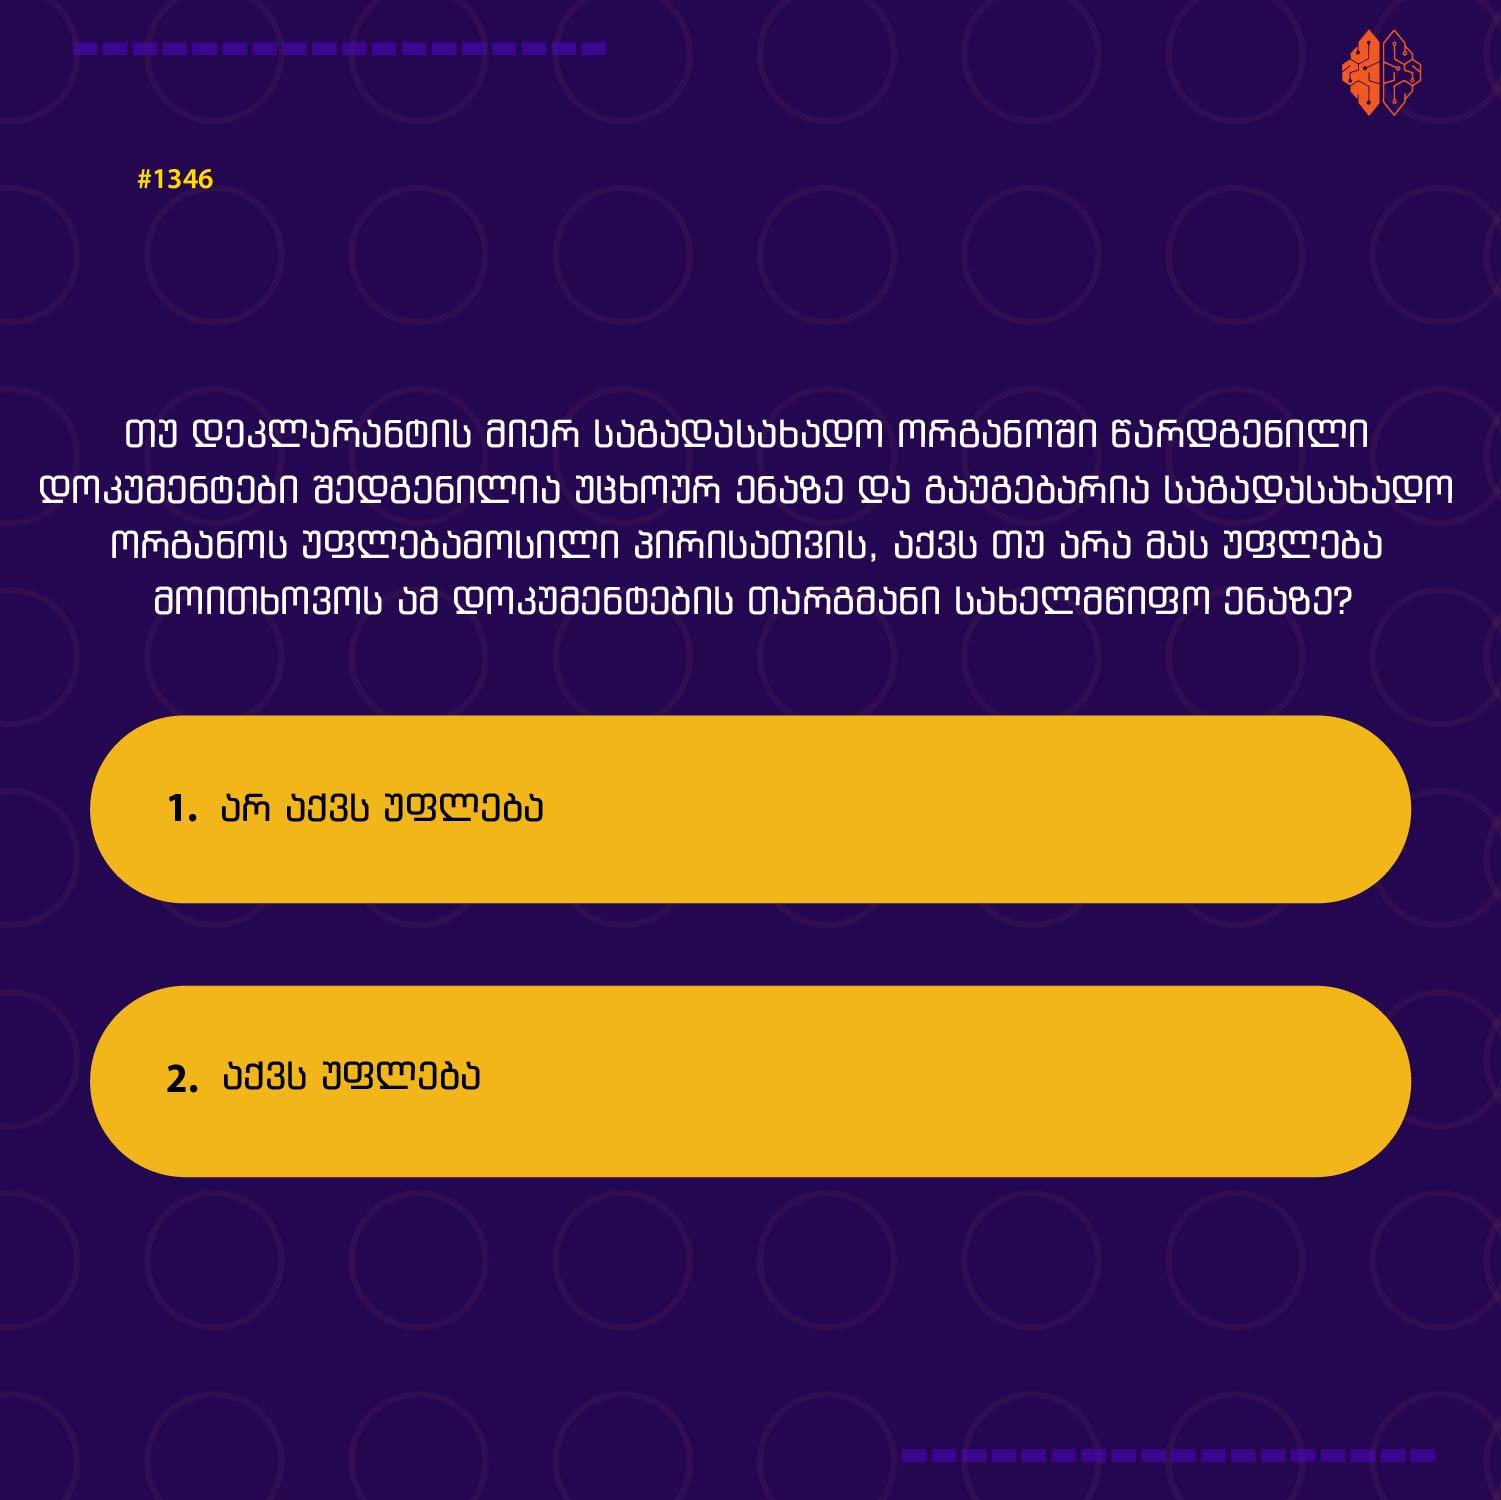 #1346
თუ დეკლარანტის მიერ საგადასახადო ორგანოში წარდგენილი
დოკუმენტები შედგენილია უცხოურ ენაზე და გაუგებარია საგადასახადო
ორგანოს უფლებამოსილი პირისათვის, აქვს თუ არა მას უფლება
მოითხოვოს ამ დოკუმენტების თარგმანი სახელმწიფო ენაზე?
1. არ აქვს უფლება
2. აქვს უფლება